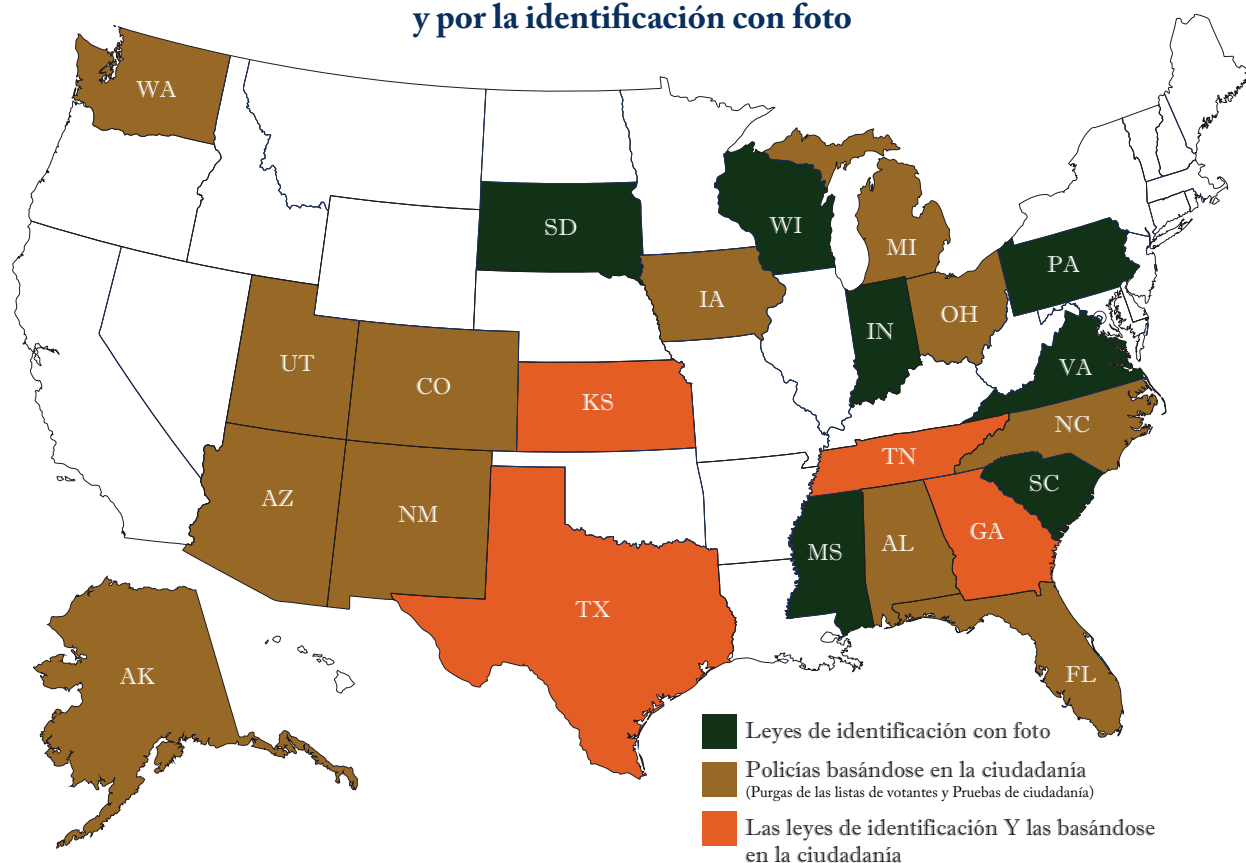 y por la identificación con foto
WA
SD
WI
MI
PA
IA
IN
OH
UT
CO
KS
VA
NC
TN
SC
AZ
NM
MS
AL
GA
TX
AK
FL
Leyes de identificación con foto
Policías basándose en la ciudadanía
(Purgas de las listas de votantes y Pruebas de ciudadanía)
Las leyes de identificación Y las basándose
en la ciudadanía